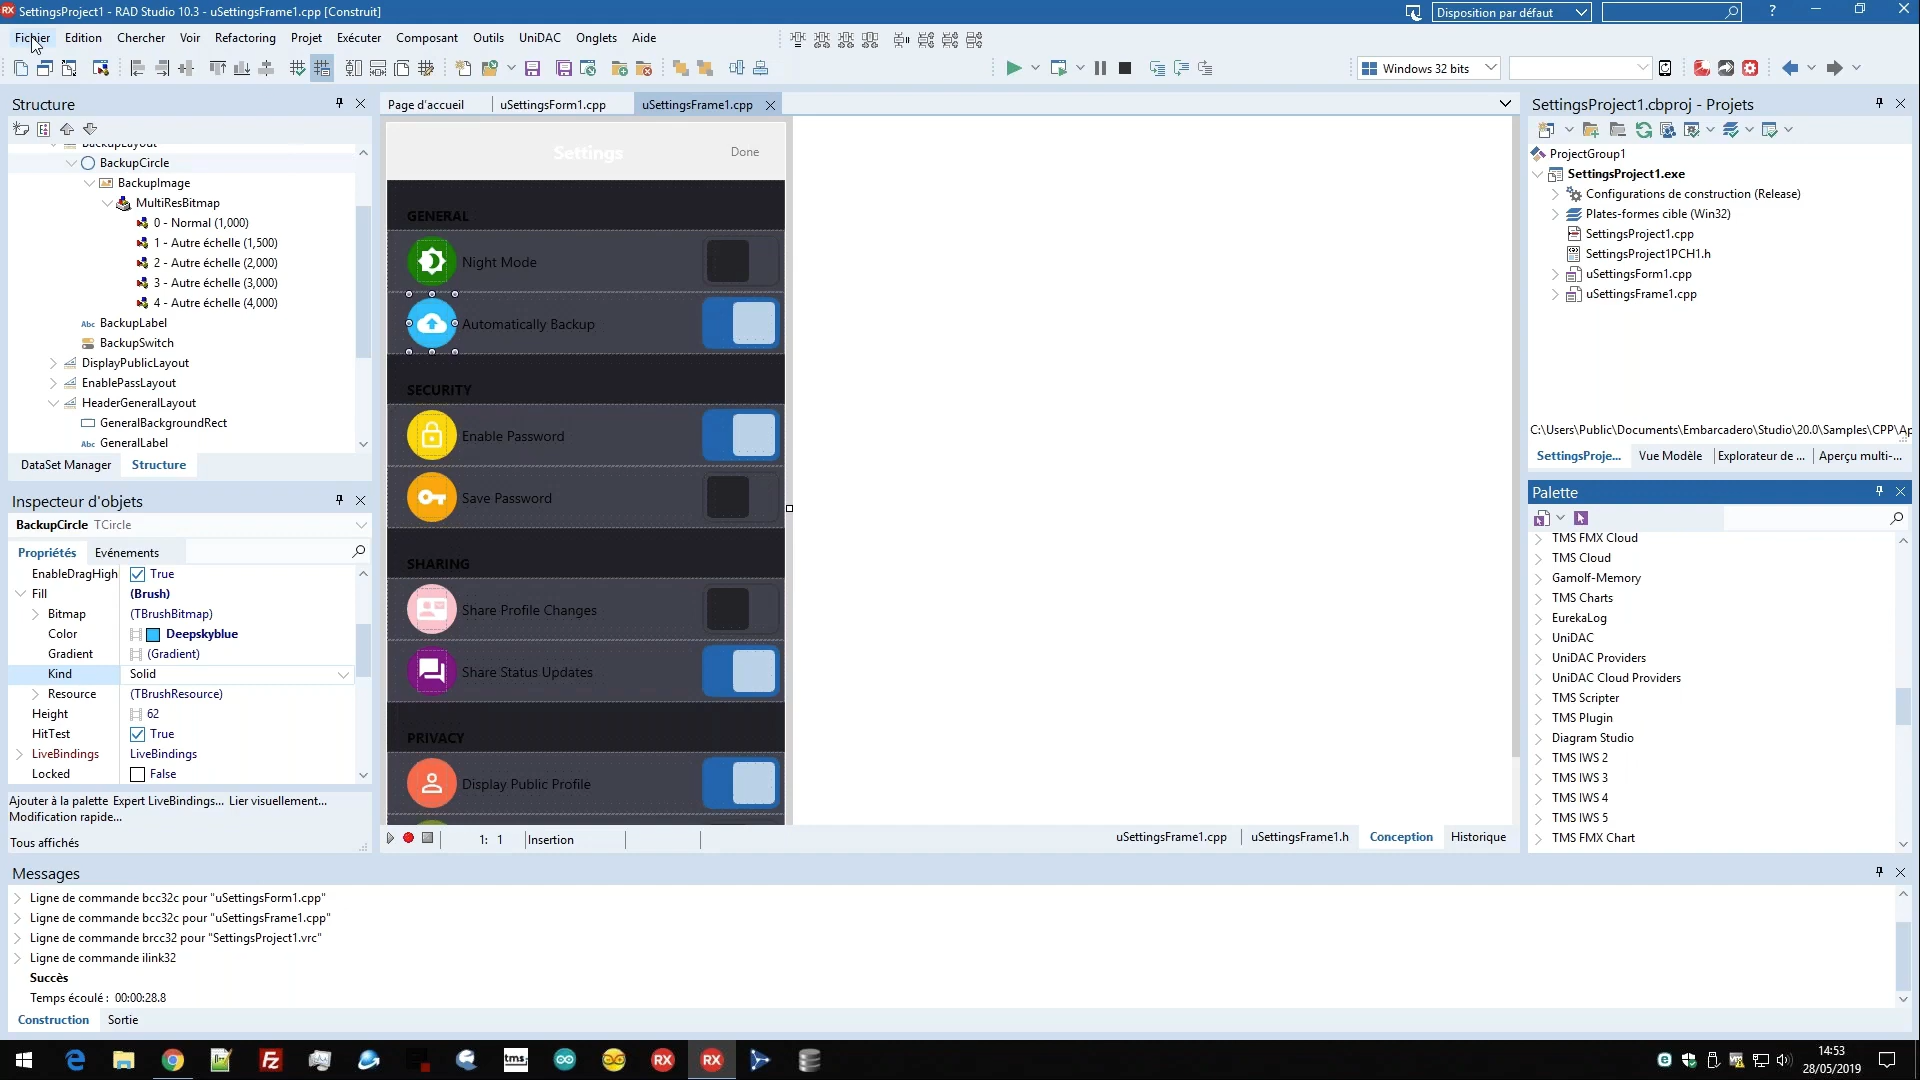 SettingsProject1 - RAD Studio 10.3 - uSettingsFrame1.cpp [Construit]
Disposition par défaut
?
Fichier Edition Chercher Voir Refactoring Projet Exécuter Composant Outils UniDAC Onglets Aide
Windows 32 bits
Structure
BackupLayout
BackupCircle
BackupImage
MultiResBitmap
0 - Normal (1,000)
1 - Autre échelle (1,500)
2 - Autre échelle (2,000)
3 - Autre échelle (3,000)
4 - Autre échelle (4,000)
Abc BackupLabel
BackupSwitch
DisplayPublicLayout
EnablePassLayout
HeaderGeneralLayout
GeneralBackgroundRect
Abc GeneralLabel
DataSet Manager Structure
Inspecteur d'objets
BackupCircle TCircle
Propriétés Evénements
EnableDragHigh True
Fill (Brush)
Bitmap (TBrushBitmap)
Color Deepskyblue
Gradient (Gradient)
Kind Solid
Resource (TBrushResource)
Height 62
HitTest True
LiveBindings LiveBindings
Locked False
Ajouter à la palette Expert LiveBindings... Lier visuellement...
Modification rapide...
Tous affichés
Page d'accueil uSettingsForm1.cpp uSettingsFrame1.cpp
Settings Done
GENERAL
Night Mode
Automatically Backup
SECURITY
Enable Password
Save Password
SHARING
Share Profile Changes
Share Status Updates
PRIVACY
Display Public Profile
1: 1 Insertion
uSettingsFrame1.cpp uSettingsFrame1.h Conception Historique
SettingsProject1.cbproj - Projets
ProjectGroup1
SettingsProject1.exe
Configurations de construction (Release)
Plates-formes cible (Win32)
SettingsProject1.cpp
SettingsProject1PCH1.h
uSettingsForm1.cpp
uSettingsFrame1.cpp
C:\Users\Public\Documents\Embarcadero\Studio\20.0\Samples\CPP\Ap
SettingsProje... Vue Modèle Explorateur de ... Aperçu multi-...
Palette
TMS FMX Cloud
TMS Cloud
Gamolf-Memory
TMS Charts
EurekaLog
UniDAC
UniDAC Providers
UniDAC Cloud Providers
TMS Scripter
TMS Plugin
Diagram Studio
TMS IWS 2
TMS IWS 3
TMS IWS 4
TMS IWS 5
TMS FMX Chart
Messages
Ligne de commande bcc32c pour "uSettingsForm1.cpp"
Ligne de commande bcc32c pour "uSettingsFrame1.cpp"
Ligne de commande brcc32 pour "SettingsProject1.vrc"
Ligne de commande ilink32
Succès
Temps écoulé : 00:00:28.8
Construction Sortie
tms
RX
RX
14:53
28/05/2019